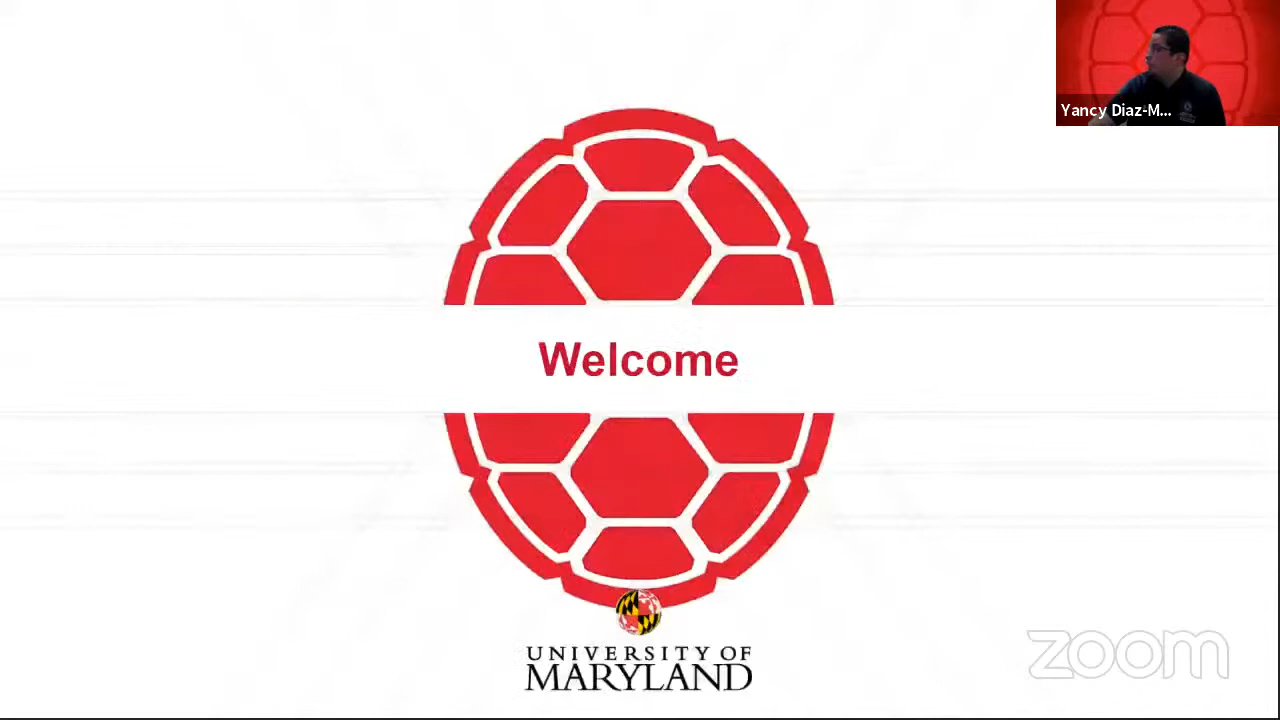 Yancy Diaz-M...
Welcome
UNIVERSITY OF
MARYLAND
zoom